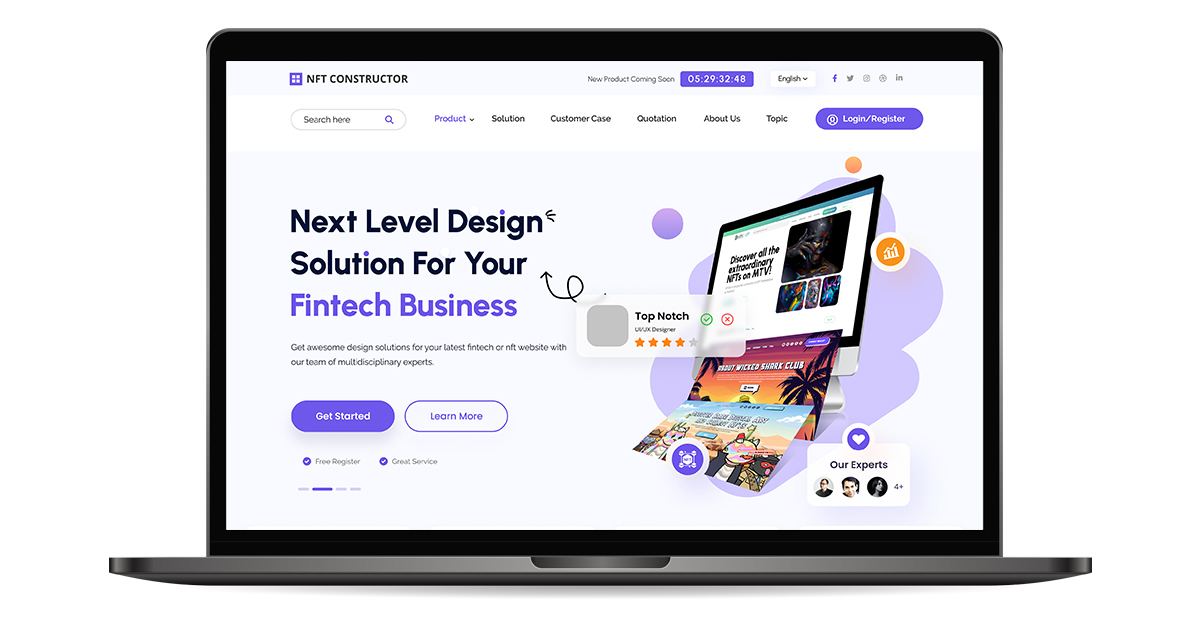 NFT CONSTRUCTOR
New Product Coming Soon
05:29:32:48
English
Search here
Product
Solution
Customer Case
Quotation
About Us
Topic
Login/Register
Next Level Design
Solution For Your
Fintech Business
Get awesome design solutions for your latest fintech or nft website with
our team of multidisciplinary experts.
Get Started
Learn More
Free Register
Great Service
Discover all the
extraordinary
NFTs on MTV!
Top Notch
UI/UX Designer
ABOUT WICKED SHARK CLUB
NFT
Our Experts
4+